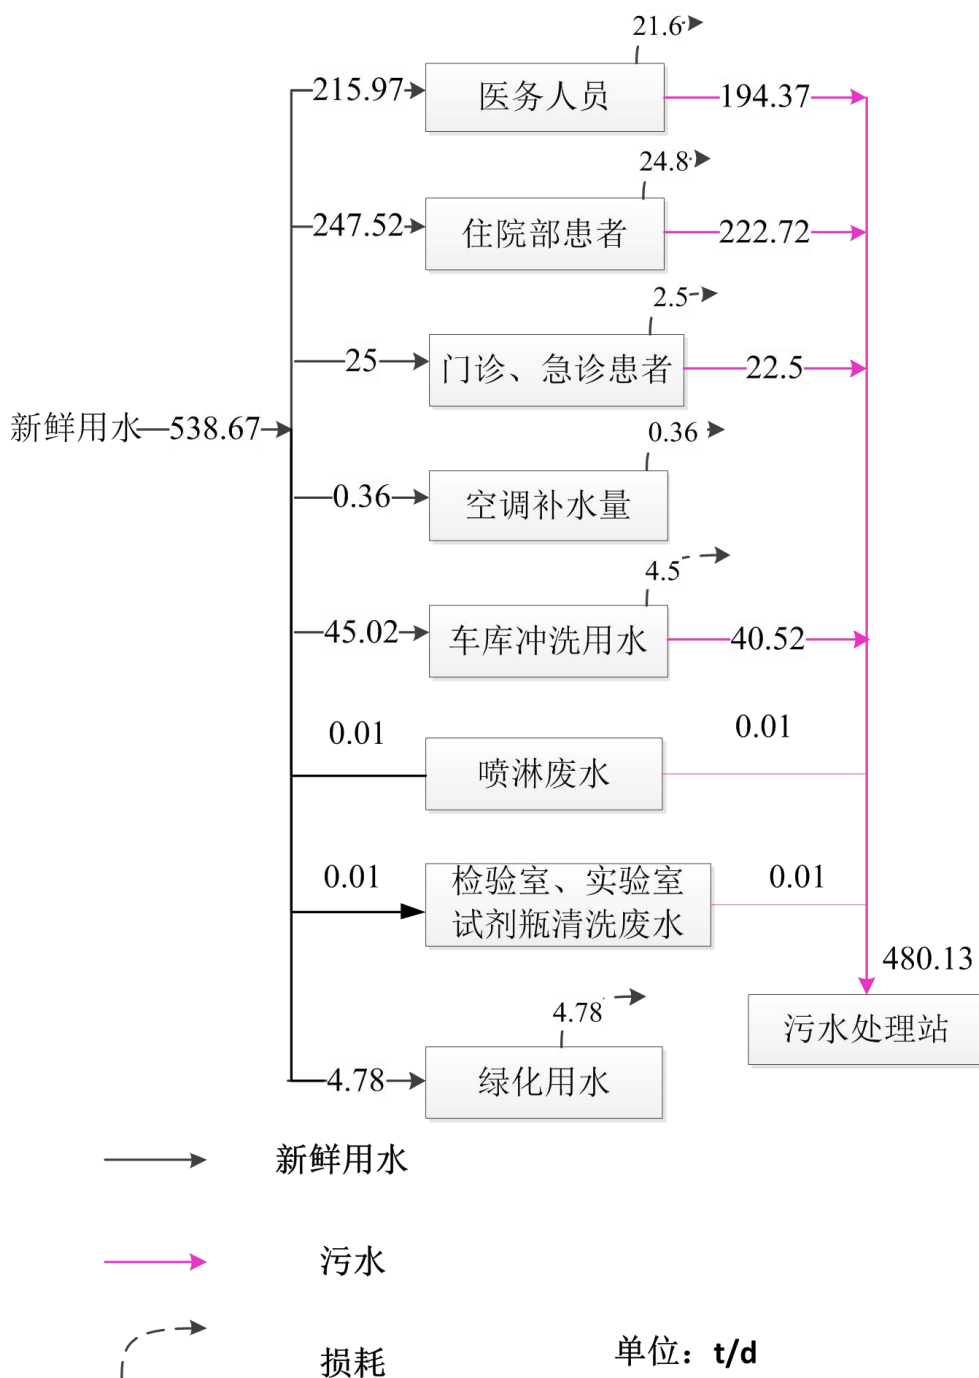 21.6
215.97
医务人员
194.37
24.8
247.52
住院部患者
222.72
2.5
25
门诊、急诊患者
22.5
新鲜用水
538.67
0.36
0.36
空调补水量
4.5
45.02
车库冲洗用水
40.52
0.01
喷淋废水
0.01
0.01
检验室、实验室
试剂瓶清洗废水
0.01
480.13
污水处理站
4.78
4.78
绿化用水
新鲜用水
污水
损耗
单位：t/d